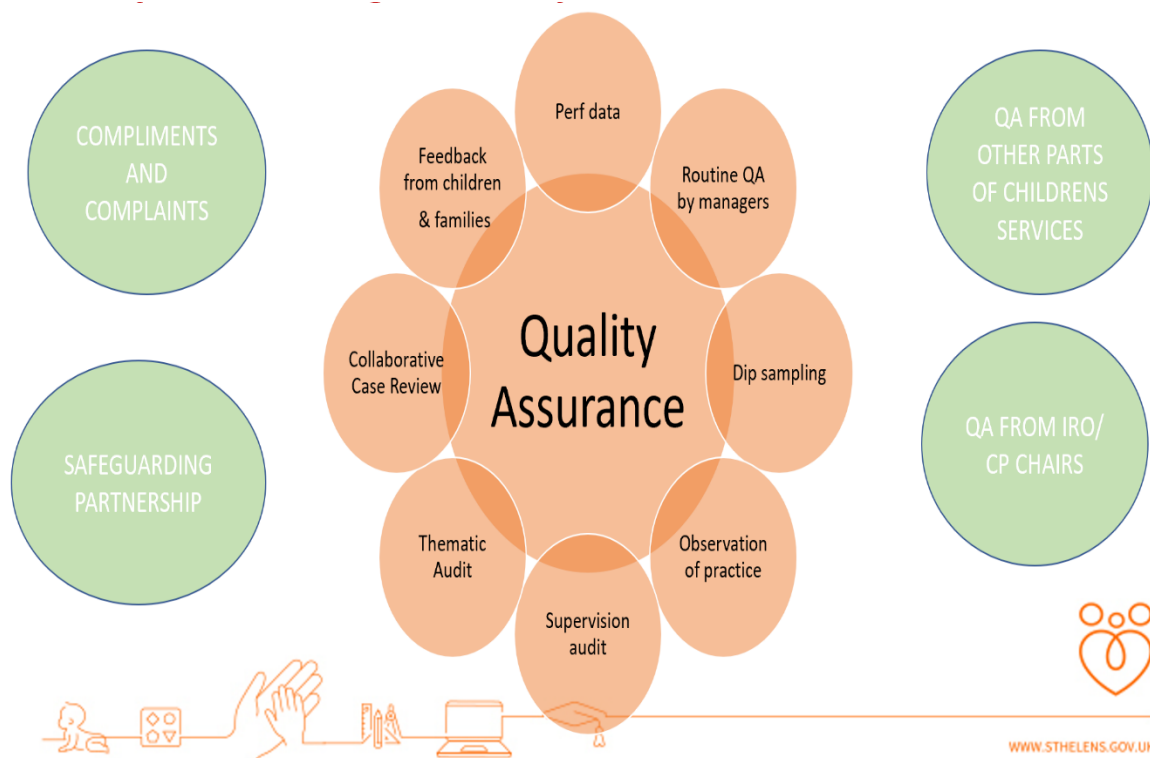 COMPLIMENTS
AND
COMPLAINTS
SAFEGUARDING
PARTNERSHIP
Perf data
Feedback
from children
& families
Routine QA
by managers
Quality
Assurance
Collaborative
Case Review
Dip sampling
Thematic
Audit
Observation
of practice
Supervision
audit
QA FROM
OTHER PARTS
OF CHILDRENS
SERVICES
QA FROM IRO/
CP CHAIRS
WWW.STHELENS.GOV.UK